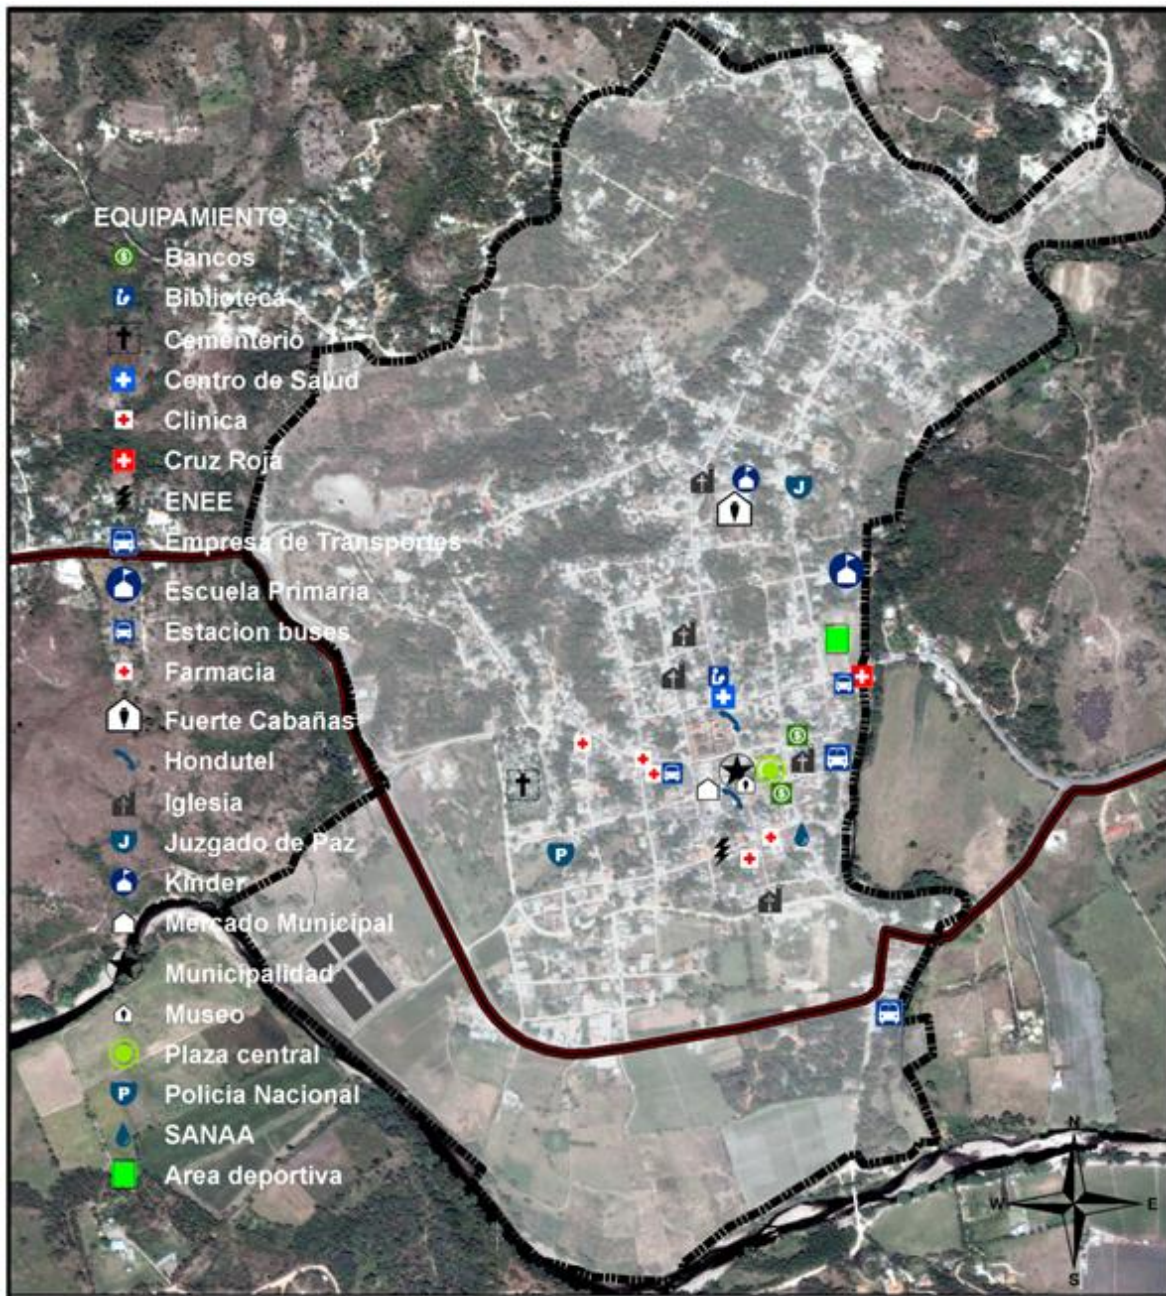 EQUIPAMIENTO
Bancos
Biblioteca
Cementerio
Centro de Salud
Clinica
Cruz Roja
ENEE
Empresa de Transportes
Escuela Primaria
Estacion buses
Farmacia
Fuerte Cabañas
Hondutel
Iglesia
J Juzgado de Paz
Kinder
Mercado Municipal
Municipalidad
Museo
Plaza central
P Policia Nacional
SANAA
Area deportiva
J
P
N
W E
S